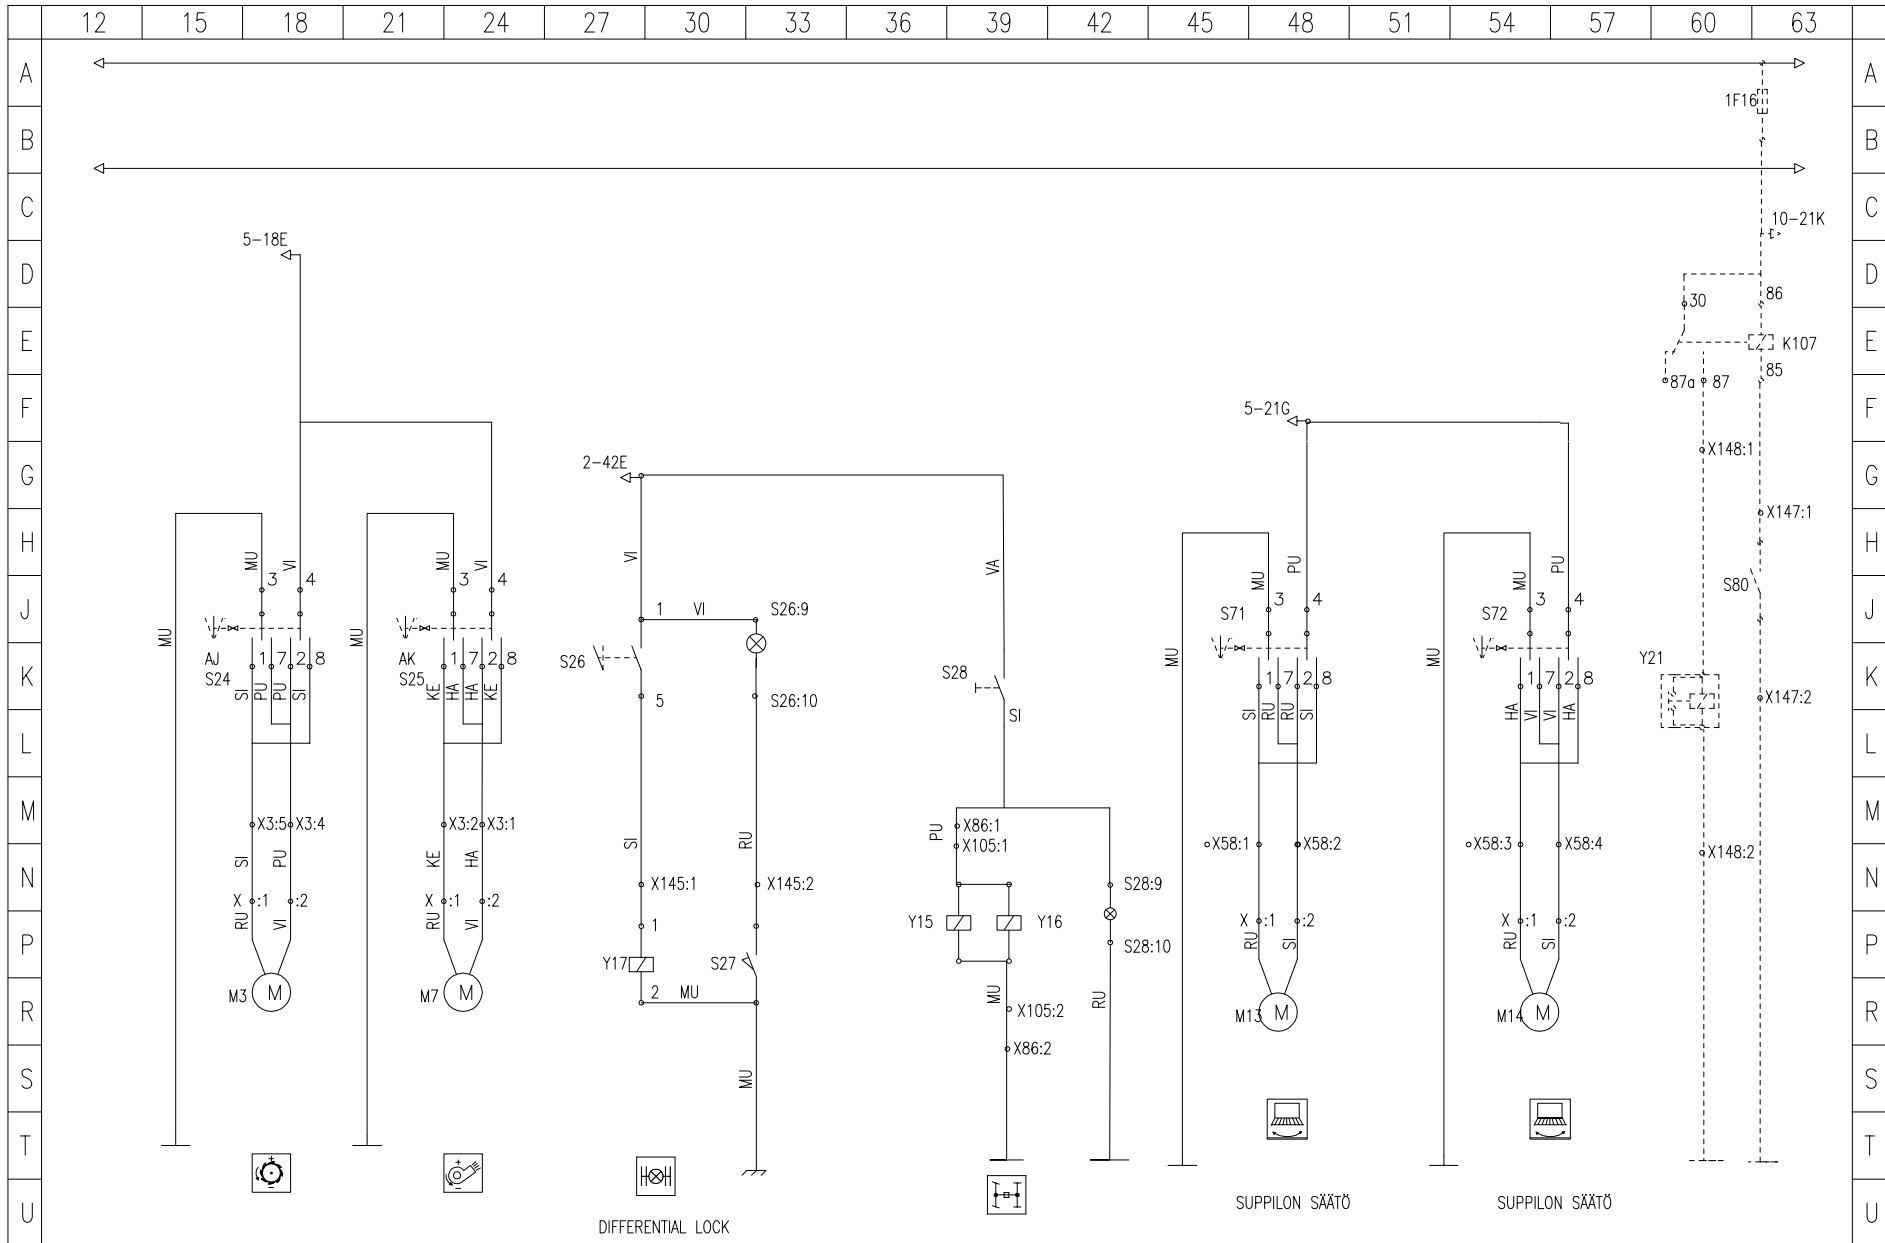 12 15 18 21 24 27 30 33 36 39 42 45 48 51 54 57 60 63
A A
1F16
B B
C C
10-21K
5-18E
D D
30 86
E E
K107
87a 87 85
F F
5-21G
X148:1
G G
2-42E
X147:1
H H
MU VI MU VI VI VA MU PU MU PU
3 4 3 4 S80
J J
1 VI S26:9
S71 3 4 S72 3 4
MU MU MU MU
AJ 1 7 2 8 AK 1 7 2 8 S26 Y21
S24 S25 S28 1 7 2 8 1 7 2 8
K K
SI PU PU SI KE HA HA KE 5 S26:10 X147:2
SI SI RU RU SI HA VI VI HA
L L
M M
X3:5 X3:4 X3:2 X3:1 PU X86:1
SI RU X105:1 X58:1 X58:2 X58:3 X58:4 X148:2
SI PU KE HA
N N
X145:1 X145:2 S28:9
X :1 :2 X :1 :2
RU VI RU VI 1 Y15 Y16 X :1 :2 X :1 :2
P P
S28:10 RU SI RU SI
Y17 S27
M3 M M7 M 2 MU MU RU
R R
X105:2 M13 M M14 M
X86:2
S S
MU
T T
+ +
- -
U U
SUPPILON SÄÄTÖ SUPPILON SÄÄTÖ
DIFFERENTIAL LOCK